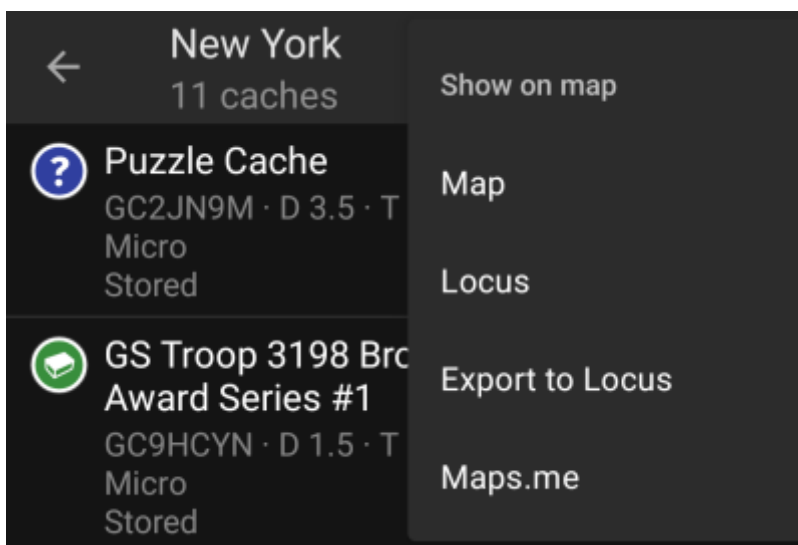 New York
11 caches
Puzzle Cache
GC2JN9M · D 3.5 · T
Micro
Stored
GS Troop 3198 Bro
Award Series #1
GC9HCYN · D 1.5 · T
Micro
Stored
Show on map
Map
Locus
Export to Locus
Maps.me